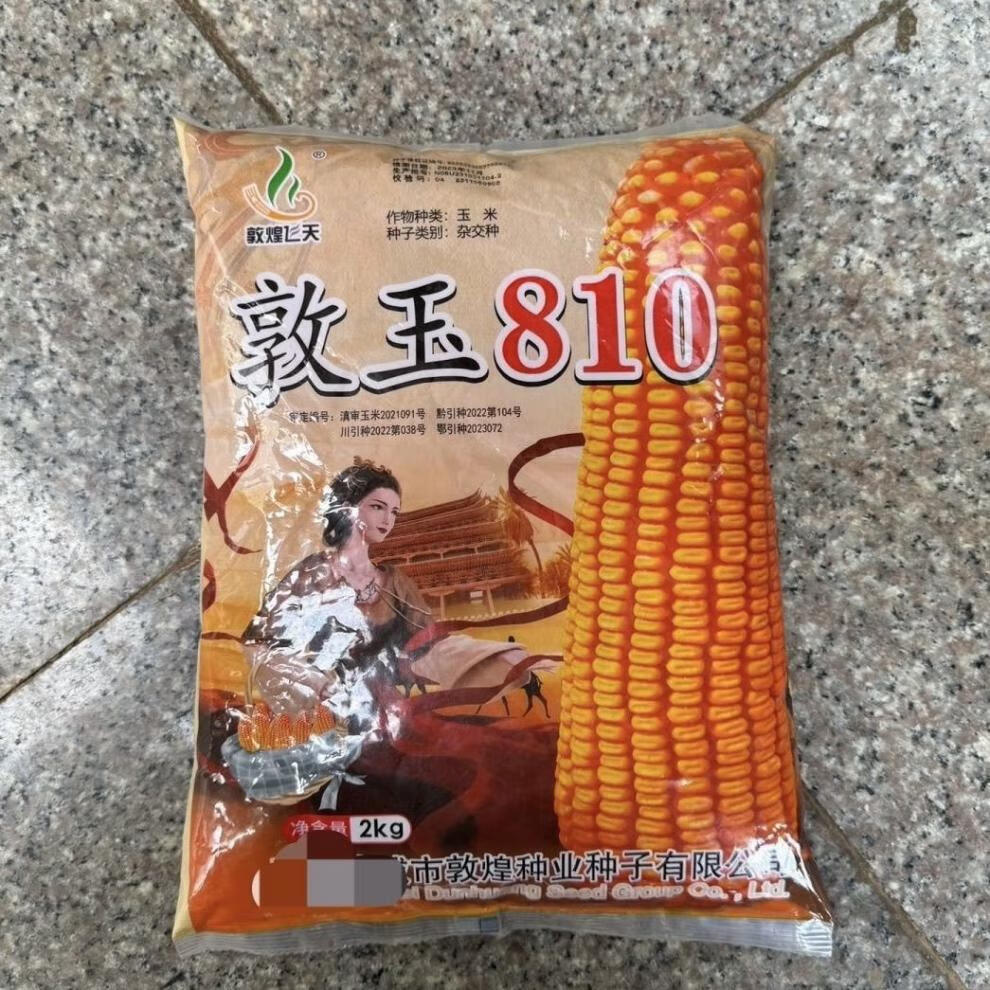 敦煌飞天
®
作物种类：玉 米
种子类别：杂交种
敦玉810
审定编号：滇审玉米2021091号 黔引种2022第104号
川引种2022第038号 鄂引种2023072
净含量 2kg
市敦煌种业种子有限公司
Dunhuang Seed Group Co., Ltd.